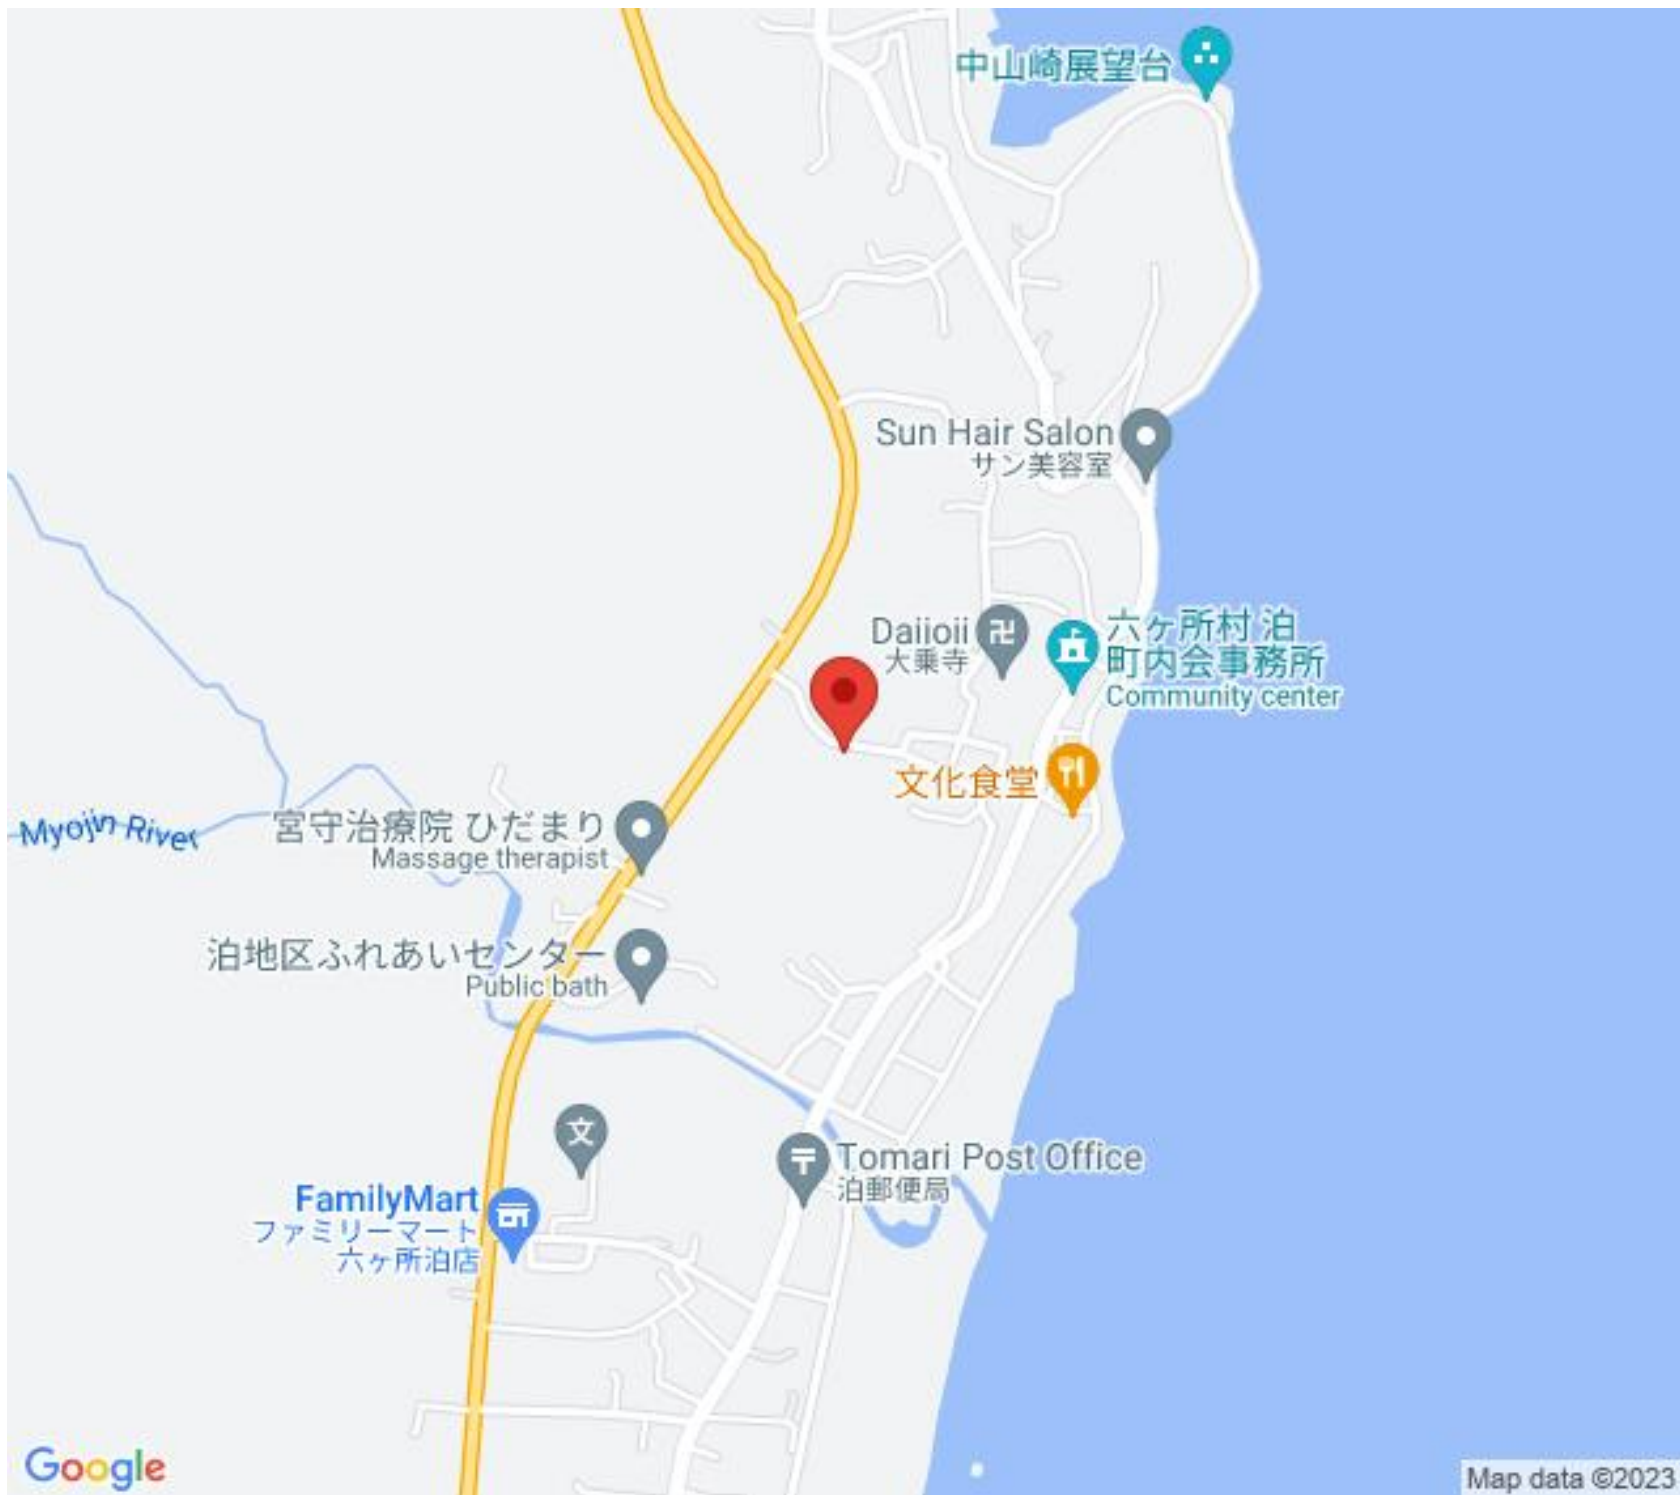 中山崎展望台
Sun Hair Salon
サン美容室
Daijoji
大乗寺
六ヶ所村 泊
町内会事務所
Community center
文化食堂
Myojin River
宮守治療院 ひだまり
Massage therapist
泊地区ふれあいセンター
Public bath
文
Tomari Post Office
泊郵便局
FamilyMart
ファミリーマート
六ヶ所泊店
Google
Map data ©2023